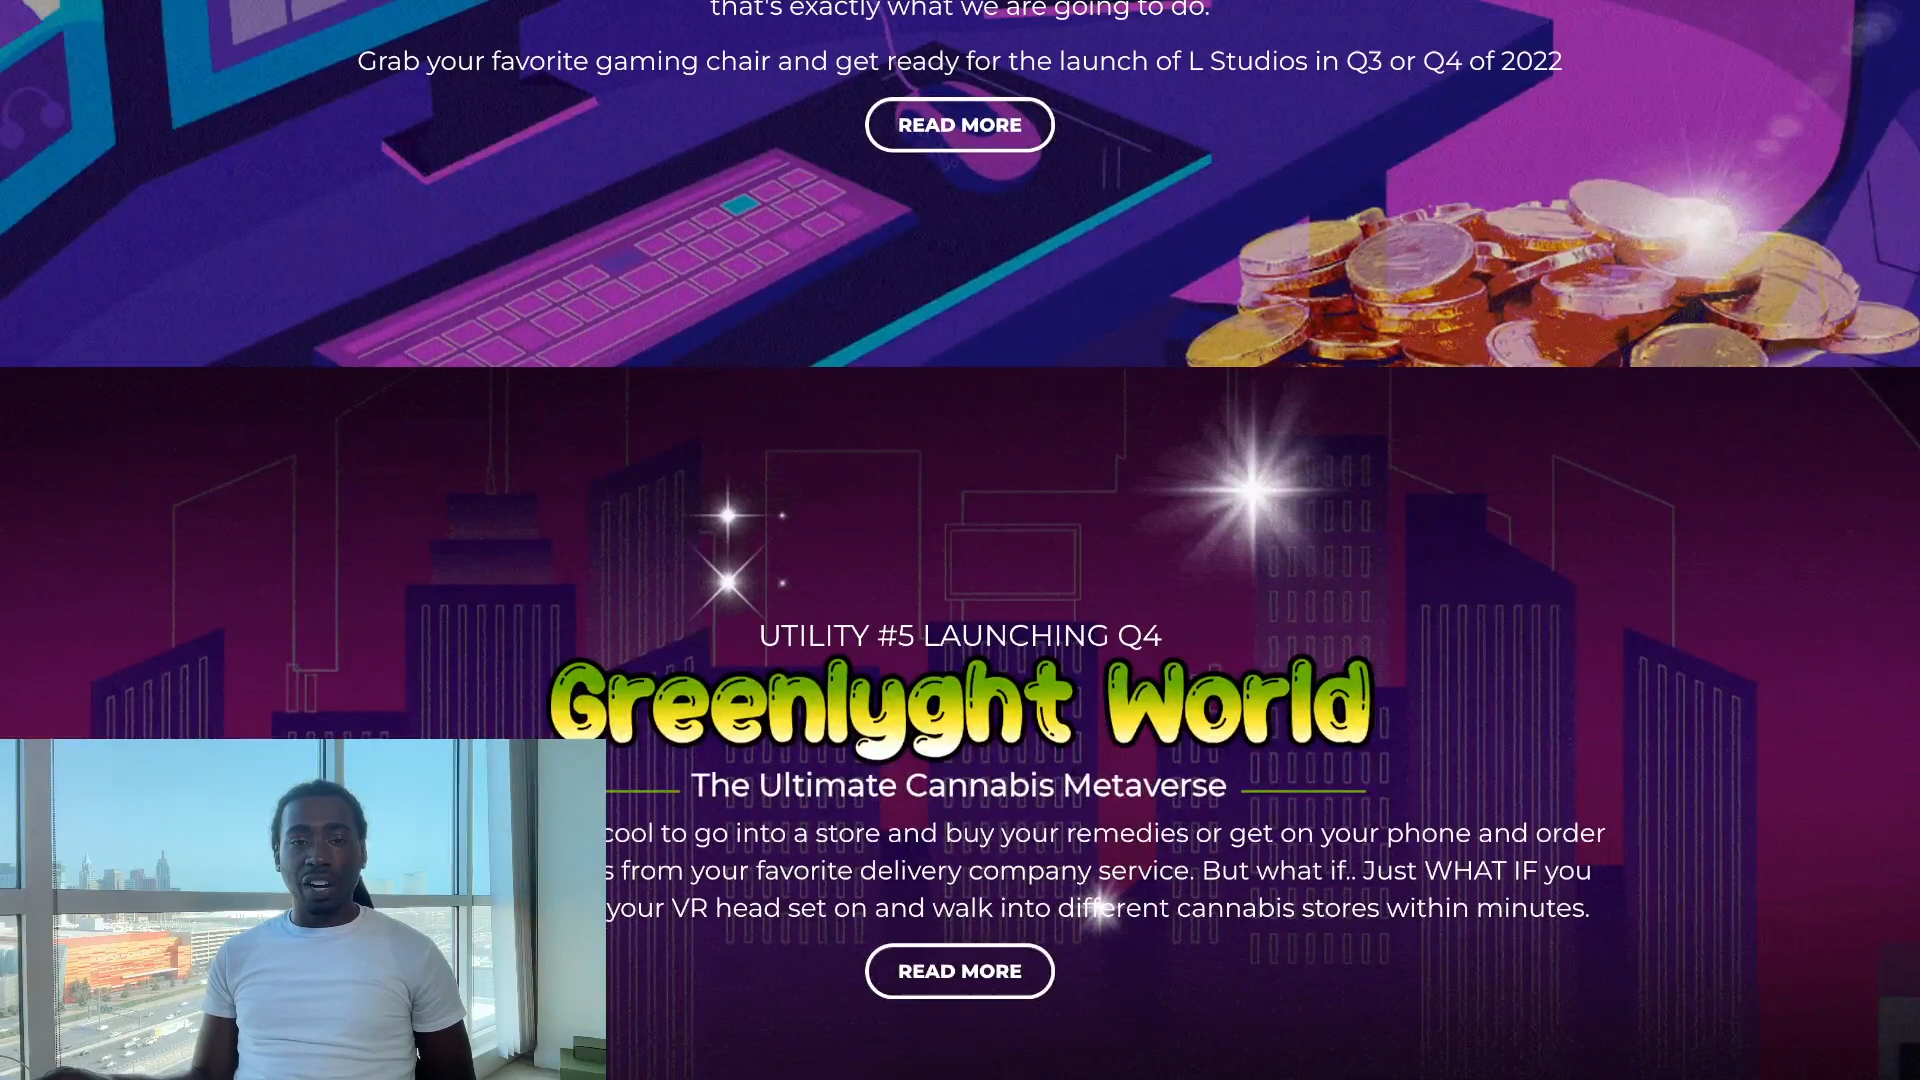 that's exactly what we are going to do.
Grab your favorite gaming chair and get ready for the launch of L Studios in Q3 or Q4 of 2022
READ MORE
UTILITY #5 LAUNCHING Q4
Greenlyght World
The Ultimate Cannabis Metaverse
cool to go into a store and buy your remedies or get on your phone and order
s from your favorite delivery company service. But what if.. Just WHAT IF you
your VR head set on and walk into different cannabis stores within minutes.
READ MORE